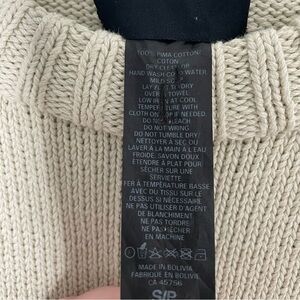 100% PIMA COTTON/
COTON
DRY CLEAN OR
HAND WASH COLD WATER
MILD SOAP
LAY FLAT TO DRY
OVER TOWEL
LOW IRON AT COOL
TEMPERATURE WITH
CLOTH ON TOP IF NEEDED.
DO NOT BLEACH
DO NOT WRING
DO NOT TUMBLE DRY
NETTOYER A SEC OU
LAVER À LA MAIN A L EAU
FROIDE. SAVON DOUX
ÉTENDRE À PLAT POUR
SÉCHER SUR UNE
SERVIETTE
FER A TEMPÉRATURE BASSE
AVEC DU TISSU SUR LE
DESSUS SI NÉCESSAIRE
NE PAS UTILISER
DE BLANCHIMENT
NE PAS TORDRE
NE PAS SÉCHER
EN MACHINE
MADE IN BOLIVIA
FABRIQUE EN BOLIVIE
CA 45756
S/P